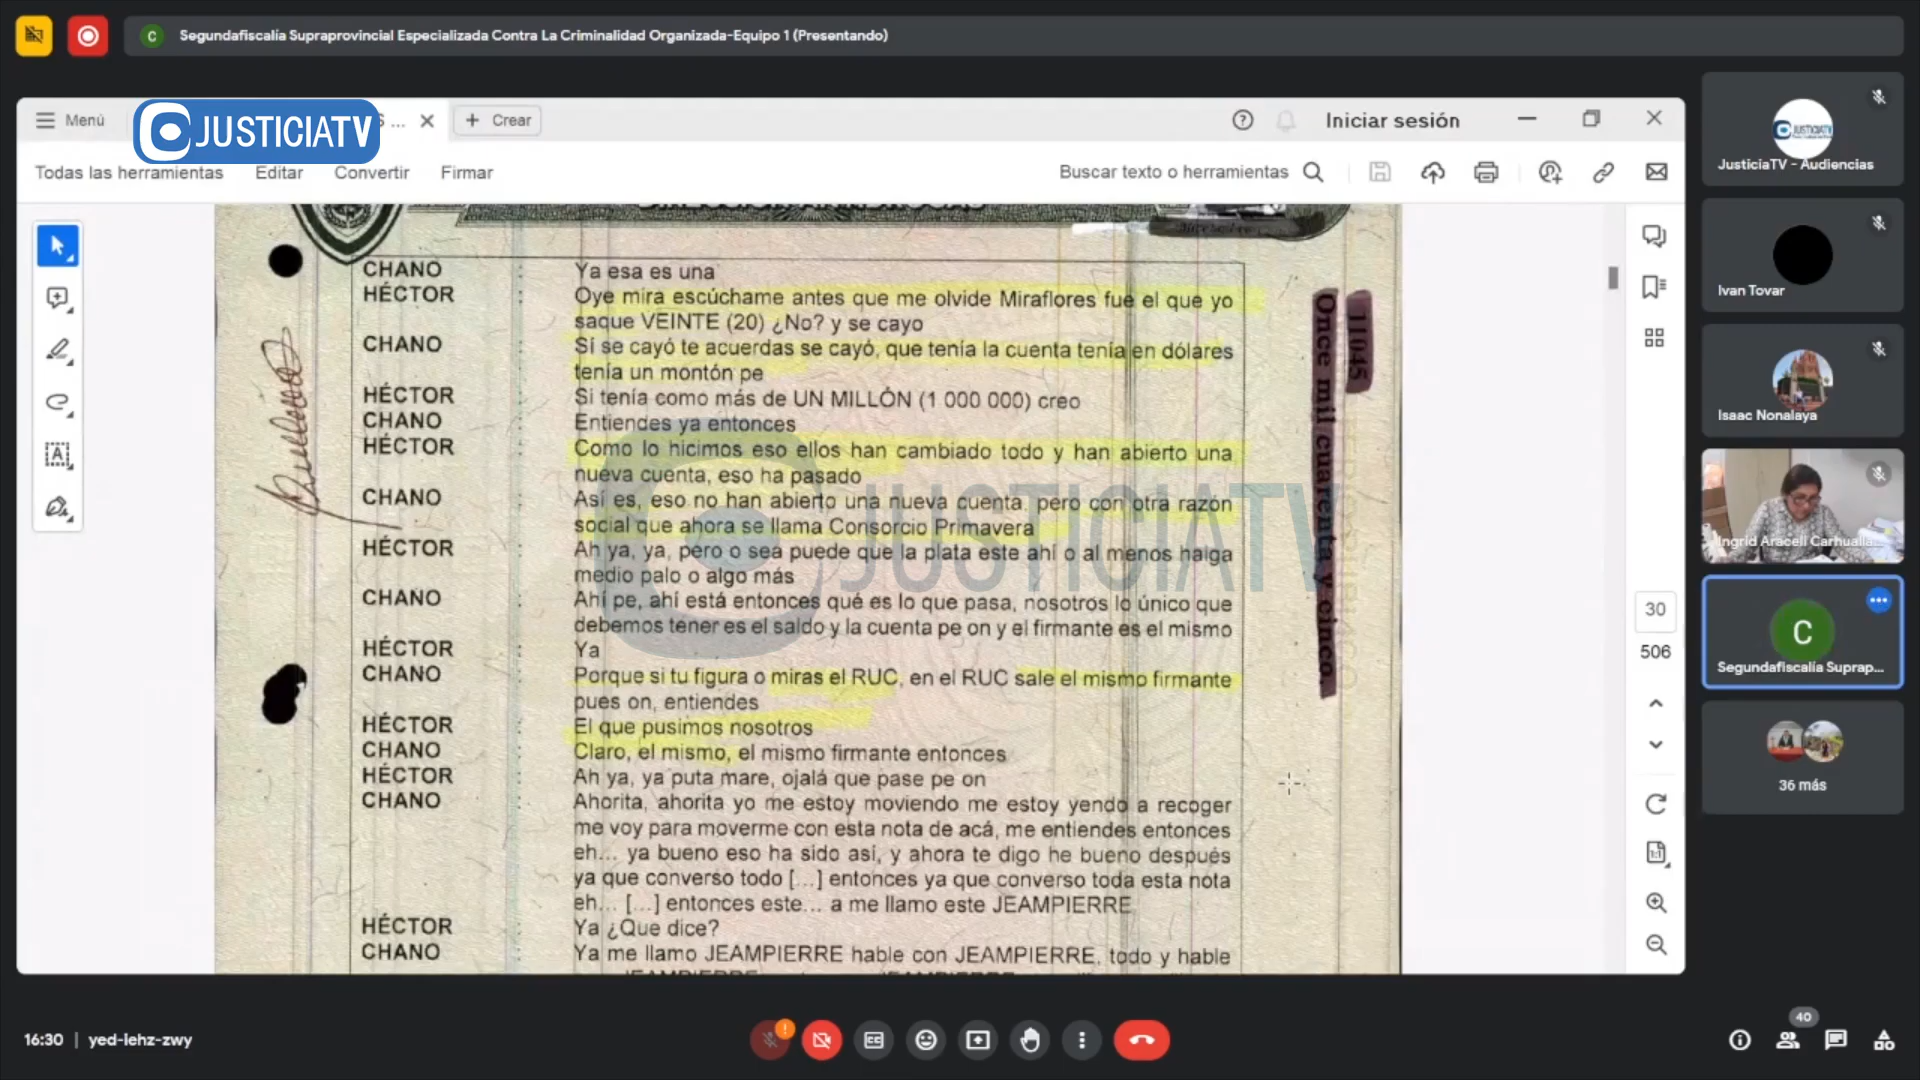 C Segundafiscalía Supraprovincial Especializada Contra La Criminalidad Organizada-Equipo 1 (Presentando)
Menú
JUSTICIATV
S ...
+ Crear
Iniciar sesión
Todas las herramientas
Editar
Convertir
Firmar
Buscar texto o herramientas
CHANO : Ya esa es una
HÉCTOR : Oye mira escúchame antes que me olvide Miraflores fue el que yo
saque VEINTE (20) ¿No? y se cayo
CHANO : Sí se cayó te acuerdas se cayó, que tenía la cuenta tenía en dólares
tenía un montón pe
HÉCTOR : Si tenía como más de UN MILLÓN (1 000 000) creo
CHANO : Entiendes ya entonces
HÉCTOR : Como lo hicimos eso ellos han cambiado todo y han abierto una
nueva cuenta, eso ha pasado
CHANO : Así es, eso no han abierto una nueva cuenta pero con otra razón
social que ahora se llama Consorcio Primavera
HÉCTOR : Ah ya, ya, pero o sea puede que la plata este ahí o al menos haiga
medio palo o algo más
CHANO : Ahí pe, ahí está entonces qué es lo que pasa, nosotros lo único que
debemos tener es el saldo y la cuenta pe on y el firmante es el mismo
HÉCTOR : Ya
CHANO : Porque si tu figura o miras el RUC, en el RUC sale el mismo firmante
pues on, entiendes
HÉCTOR : El que pusimos nosotros
CHANO : Claro, el mismo, el mismo firmante entonces
HÉCTOR : Ah ya, ya puta mare, ojalá que pase pe on
CHANO : Ahorita, ahorita yo me estoy moviendo me estoy yendo a recoger
me voy para moverme con esta nota de acá, me entiendes entonces
eh... ya bueno eso ha sido así, y ahora te digo he bueno después
ya que converso todo [...] entonces ya que converso toda esta nota
eh... [...] entonces este... a me llamo este JEAMPIERRE
HÉCTOR : Ya ¿Que dice?
CHANO : Ya me llamo JEAMPIERRE hable con JEAMPIERRE, todo y hable
11045
Once mil cuarenta y cinco
JUSTICIATV
30
506
JUSTICIATV
JusticiaTV - Audiencias
Ivan Tovar
Isaac Nonalaya
Ingrid Araceli Carhualla...
C
Segundafiscalía Suprap...
36 más
16:30 | yed-lehz-zwy
40